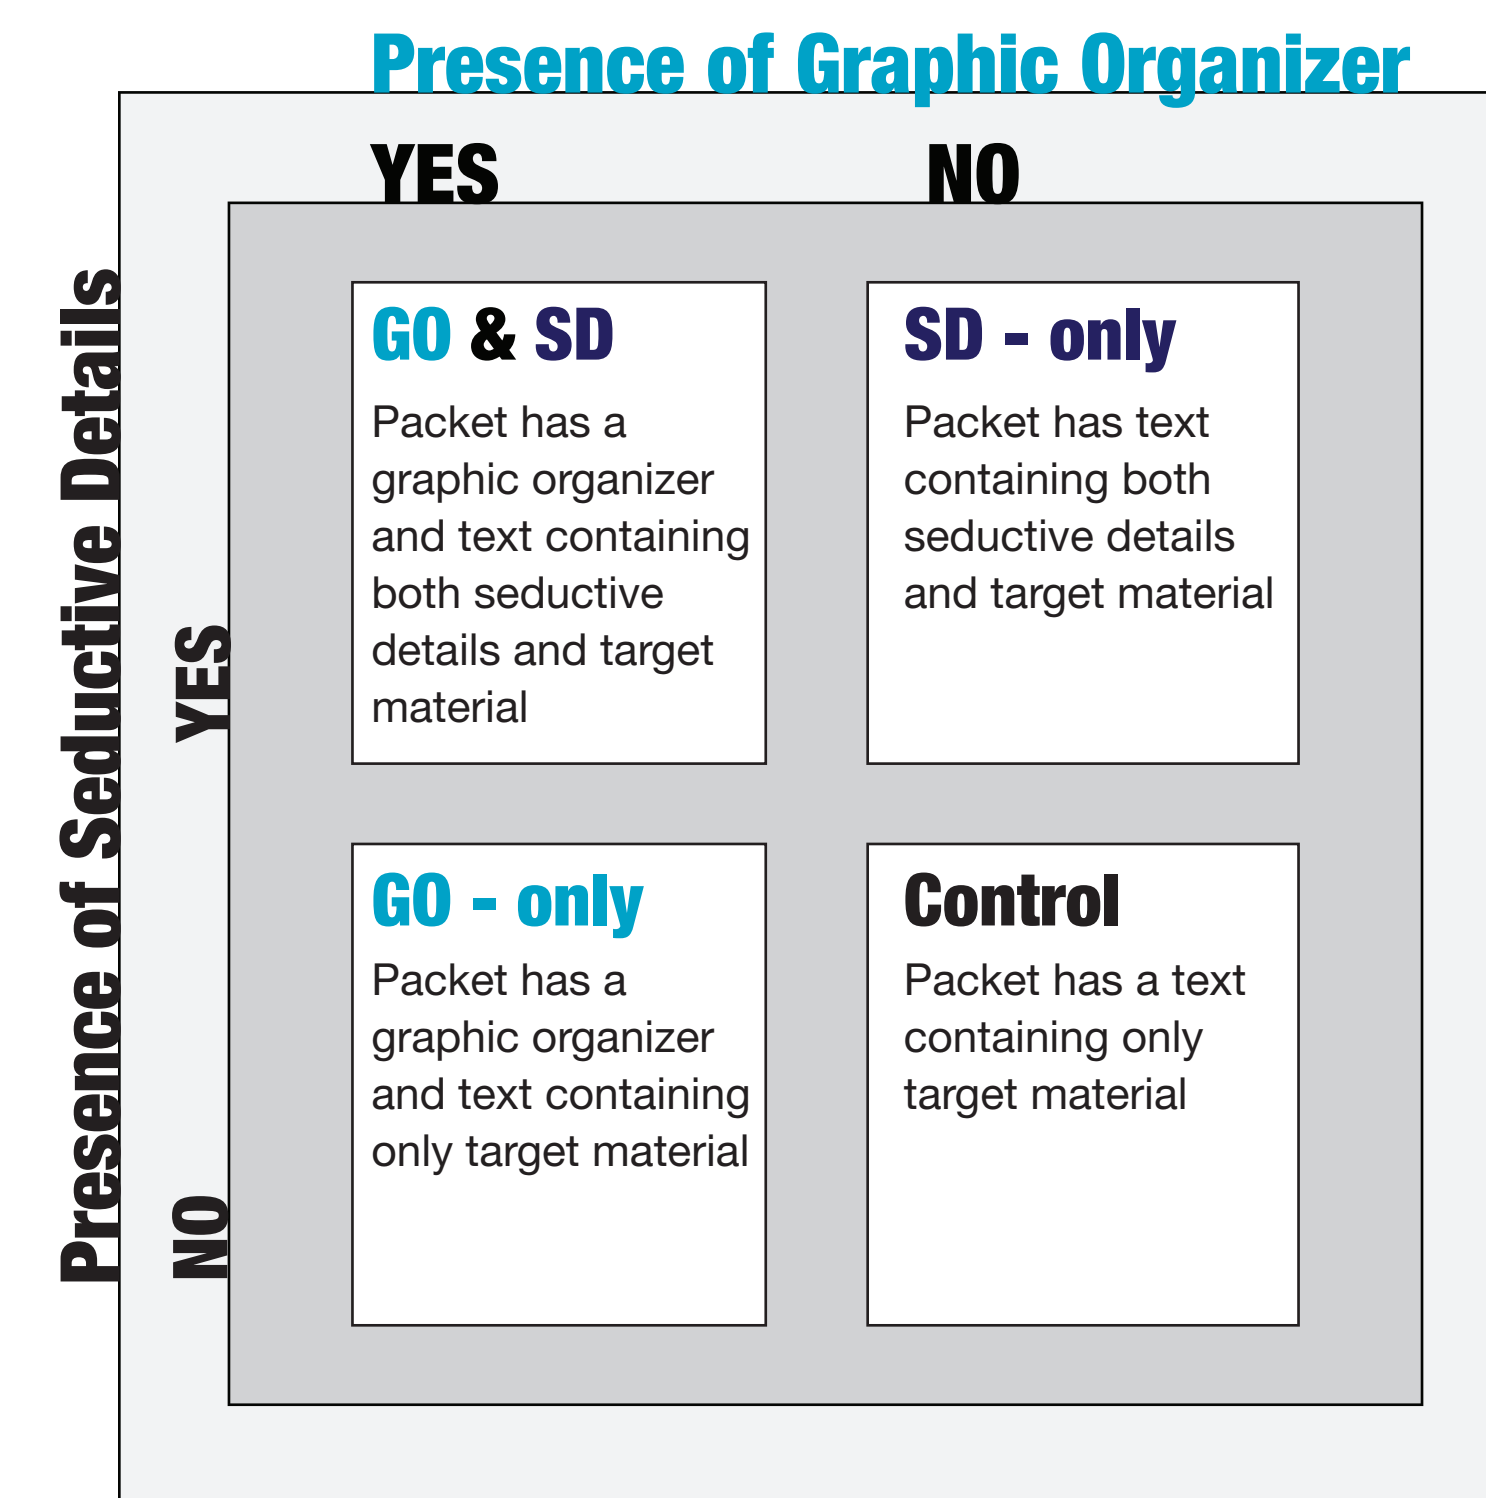 Presence of Graphic Organizer
YES
NO
Presence of Seductive Details
YES
GO & SD
Packet has a
graphic organizer
and text containing
both seductive
details and target
material
SD - only
Packet has text
containing both
seductive details
and target material
NO
GO - only
Packet has a
graphic organizer
and text containing
only target material
Control
Packet has a text
containing only
target material